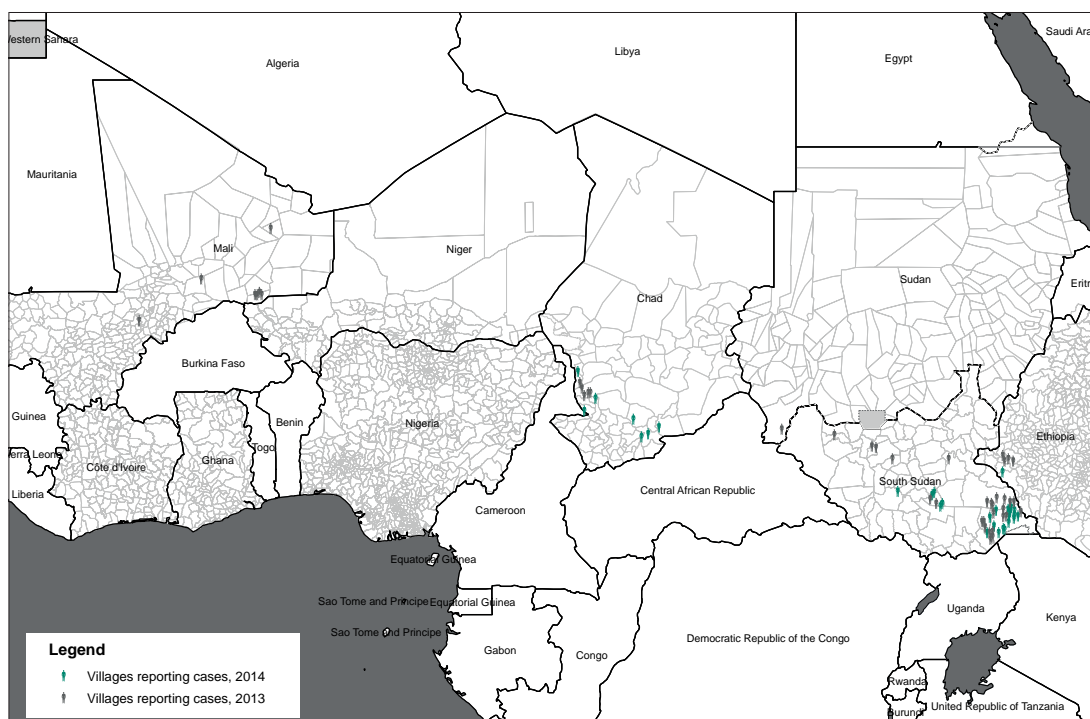 Western Sahara
Algeria
Libya
Egypt
Saudi Ara
Mauritania
Mali
Niger
Chad
Sudan
Eritr
Burkina Faso
Guinea
Benin
Nigeria
Ethiopia
erra Leone
Côte d'Ivoire
Ghana
Togo
South Sudan
Liberia
Cameroon
Central African Republic
Equatorial Guinea
Sao Tome and Principe
Equatorial Guinea
Sao Tome and Principe
Gabon
Congo
Democratic Republic of the Congo
Uganda
Kenya
Rwanda
Burundi
United Republic of Tanzania
Legend
Villages reporting cases, 2014
Villages reporting cases, 2013